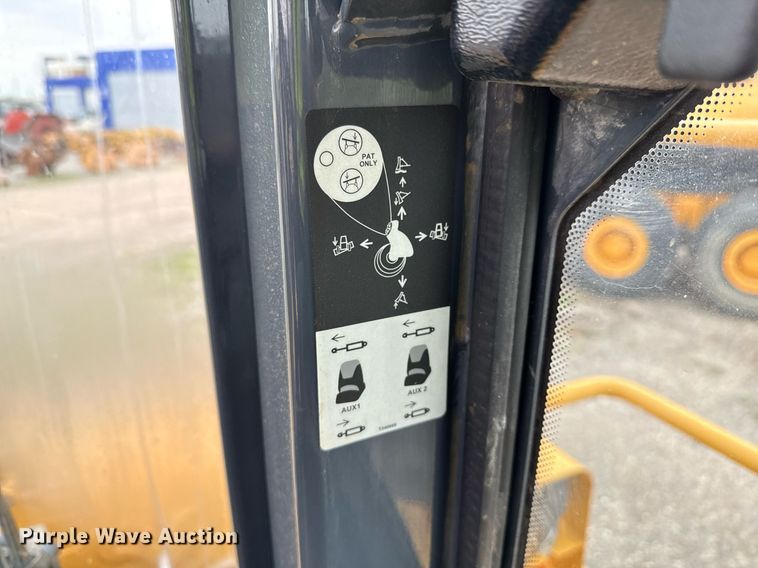 PAT
ONLY
AUX1
AUX 2
Purple Wave Auction